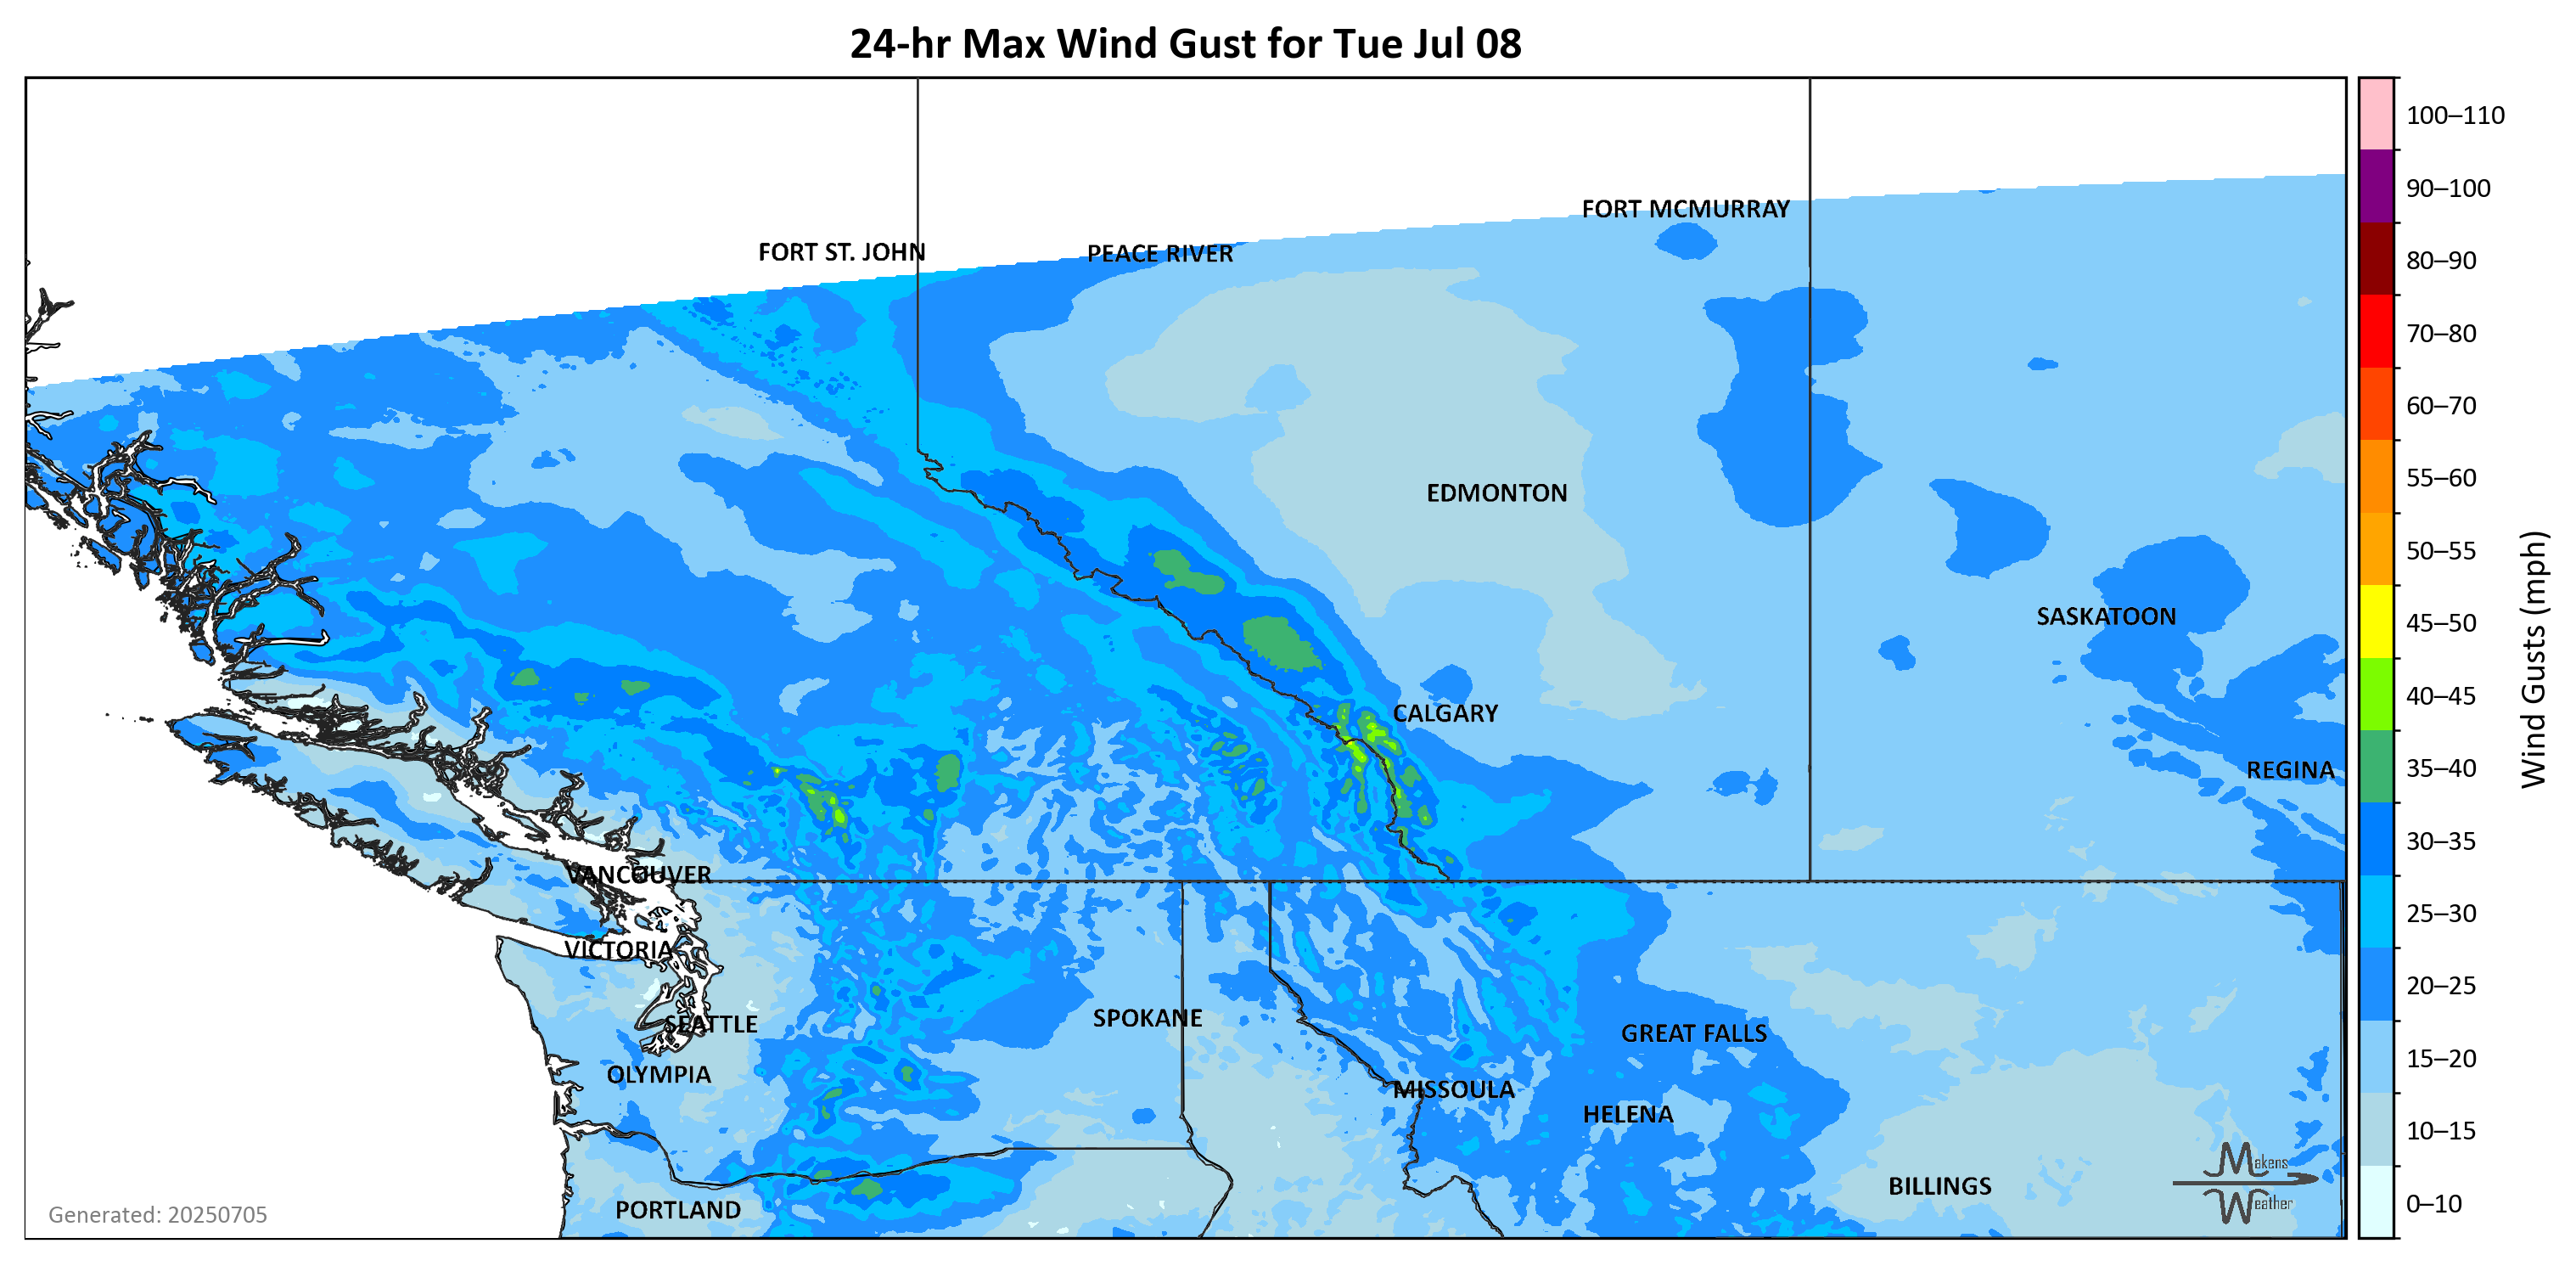 24-hr Max Wind Gust for Tue Jul 08
100–110
90–100
80–90
70–80
60–70
55–60
50–55
45–50
40–45
35–40
30–35
25–30
20–25
15–20
10–15
0–10
Wind Gusts (mph)
FORT MCMURRAY
FORT ST. JOHN
PEACE RIVER
EDMONTON
SASKATOON
CALGARY
REGINA
VANCOUVER
VICTORIA
SPOKANE
SEATTLE
GREAT FALLS
OLYMPIA
MISSOULA
HELENA
BILLINGS
PORTLAND
Makens
Weather
Generated: 20250705